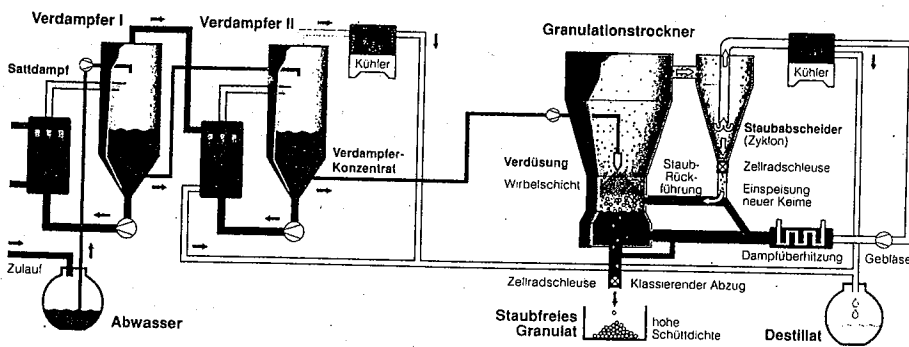 Verdampfer I
Verdampfer II
Granulationstrockner
Sattdampf
Kühler
Kühler
Verdampfer-
Konzentrat
Verdüsung
Wirbelschicht
Staub-
Rück-
führung
Staubabscheider
(Zyklon)
Zellradschleuse
Einspeisung
neuer Keime
Zulauf
Dampfüberhitzung
Gebläse
Abwasser
Zellradschleuse
Klassierender Abzug
Staubfreies
Granulat
hohe
Schüttdichte
Destillat